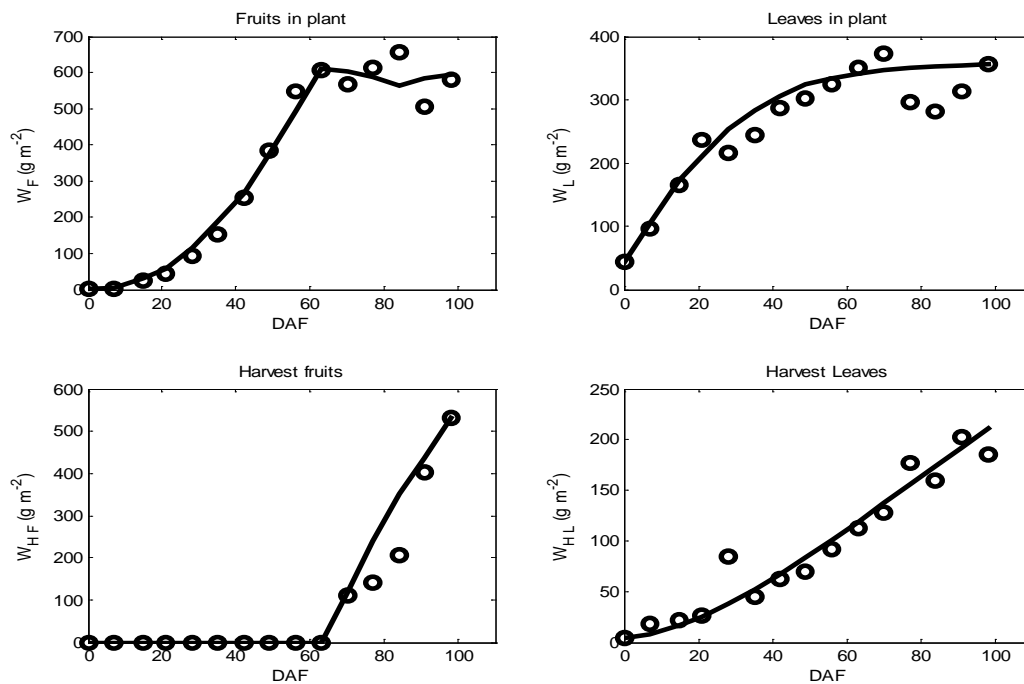 Fruits in plant
700
600
500
400
300
200
100
0
W_F (g m^-2)
0 20 40 60 80 100
DAF
Leaves in plant
400
300
200
100
0
W_L (g m^-2)
0 20 40 60 80 100
DAF
Harvest fruits
600
500
400
300
200
100
0
W_HF (g m^-2)
0 20 40 60 80 100
DAF
Harvest Leaves
250
200
150
100
50
0
W_HL (g m^-2)
0 20 40 60 80 100
DAF